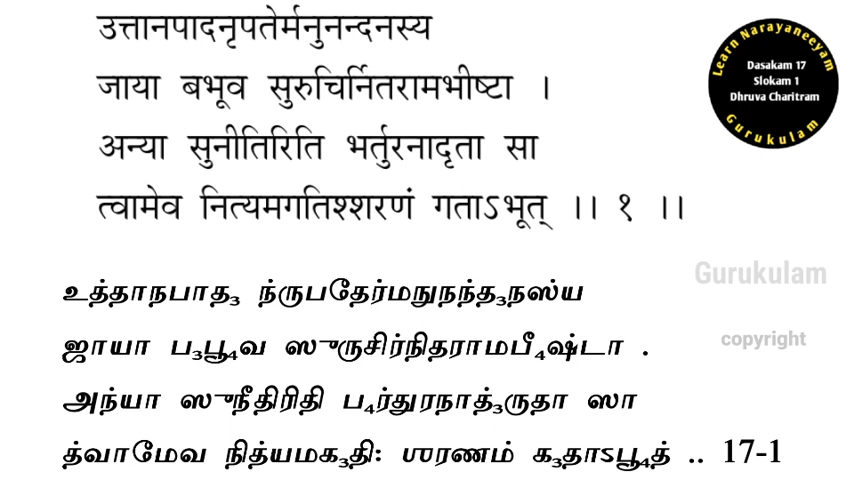 उत्तानपादनृपतेर्मनुनन्दनस्य
जाया बभूव सुरुचिर्नितरामभीष्टा ।
अन्या सुनीतिरिति भर्तुरनादृता सा
त्वामेव नित्यमगतिश्शरणं गताऽभूत् ।। १ ।।
Learn Narayaneeyam
Dasakam 17
Slokam 1
Dhruva Charitram
Gurukulam
Gurukulam
copyright
உத்தாநபாத₃ ந்ருபதேர்மநுநந்த₃நஸ்ய
ஜாயா ப₃பூ₄வ ஸுருசிர்நிதராமபீ₄ஷ்டா .
அந்யா ஸுநீதிரிதி ப₄ர்துரநாத்₃ருதா ஸா
த்வாமேவ நித்யமக₃தி: ஶரணம் க₃தாঽபூ₄த் .. 17-1